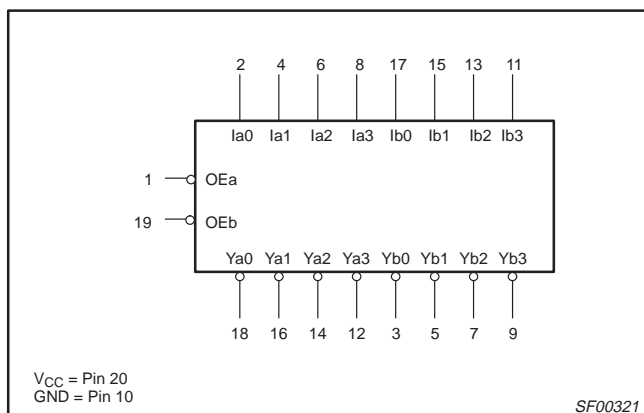 2 4 6 8 17 15 13 11
Ia0 Ia1 Ia2 Ia3 Ib0 Ib1 Ib2 Ib3
1 OEa
19 OEb
Ya0 Ya1 Ya2 Ya3 Yb0 Yb1 Yb2 Yb3
18 16 14 12 3 5 7 9
VCC = Pin 20
GND = Pin 10
SF00321